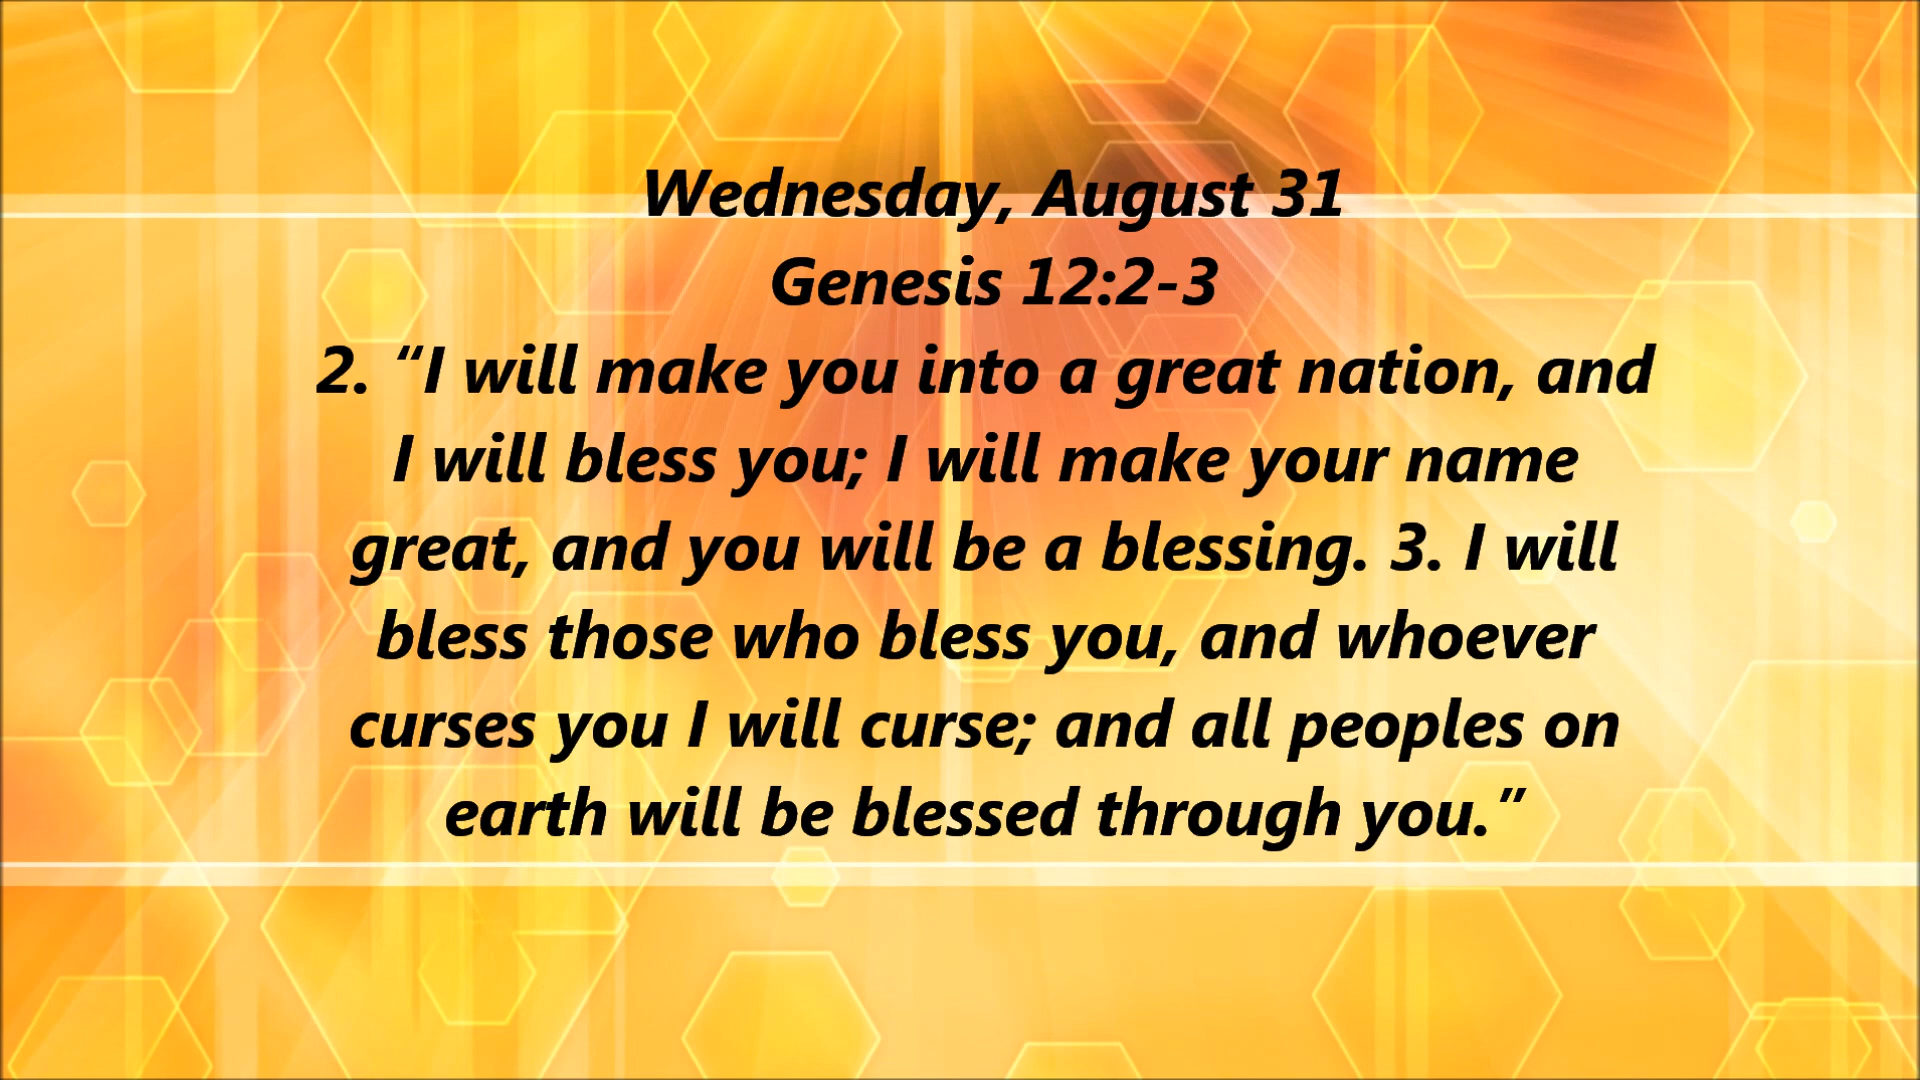 Wednesday, August 31
Genesis 12:2-3
2. “I will make you into a great nation, and
I will bless you; I will make your name
great, and you will be a blessing. 3. I will
bless those who bless you, and whoever
curses you I will curse; and all peoples on
earth will be blessed through you.”